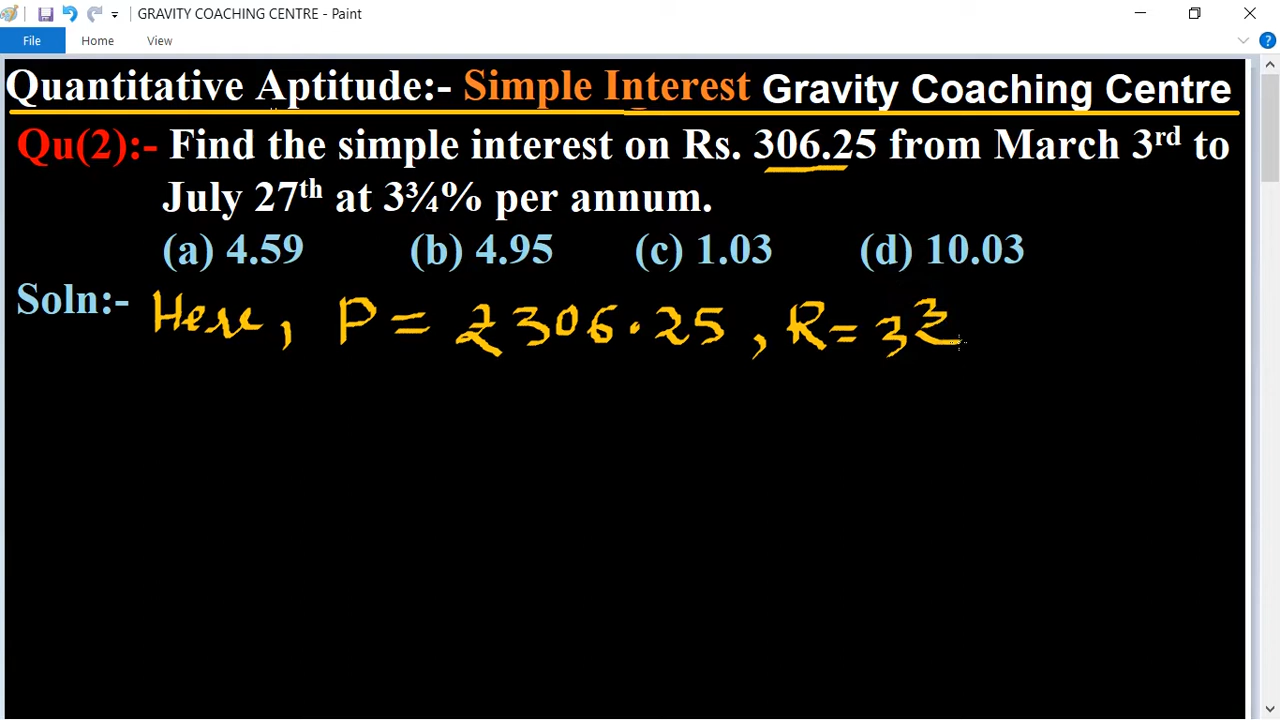 GRAVITY COACHING CENTRE - Paint
File Home View
Quantitative Aptitude:- Simple Interest Gravity Coaching Centre
Qu(2):- Find the simple interest on Rs. 306.25 from March 3rd to
July 27th at 3¾% per annum.
(a) 4.59 (b) 4.95 (c) 1.03 (d) 10.03
Soln:- Here, P = ₹306.25, R = 3 3